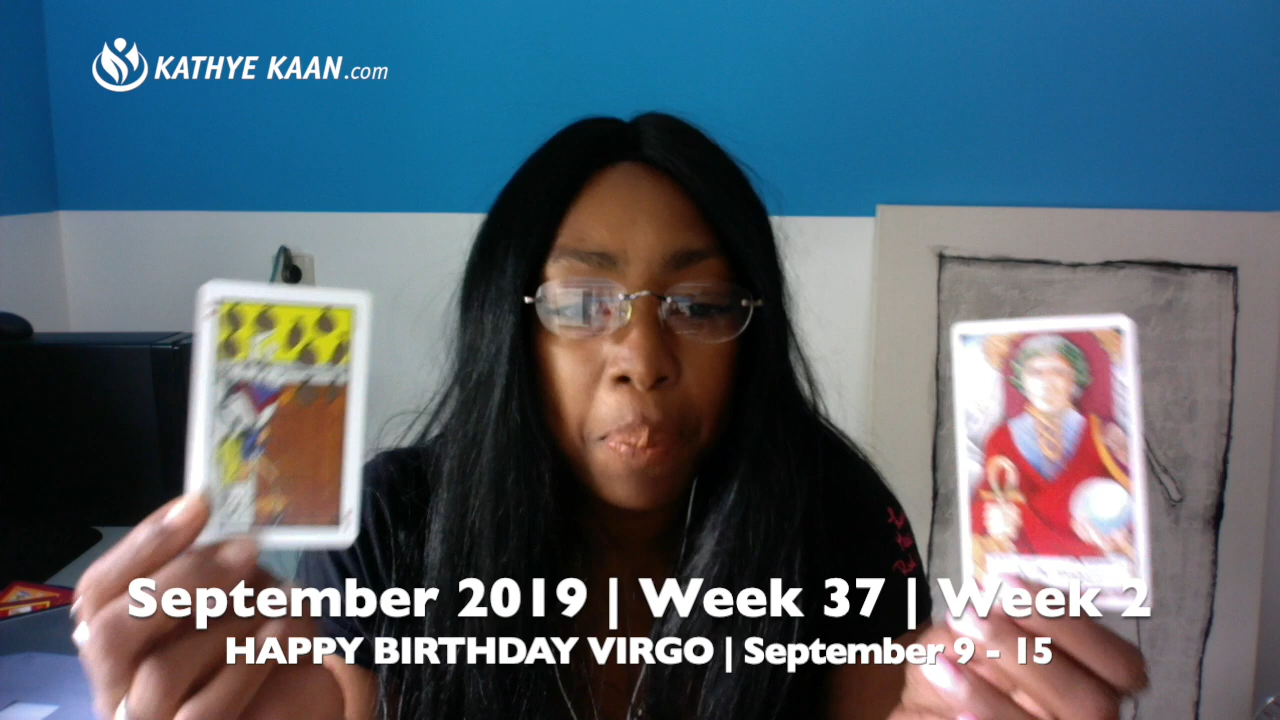 KATHYE KAAN.com
September 2019 | Week 37 | Week 2
HAPPY BIRTHDAY VIRGO | September 9 - 15